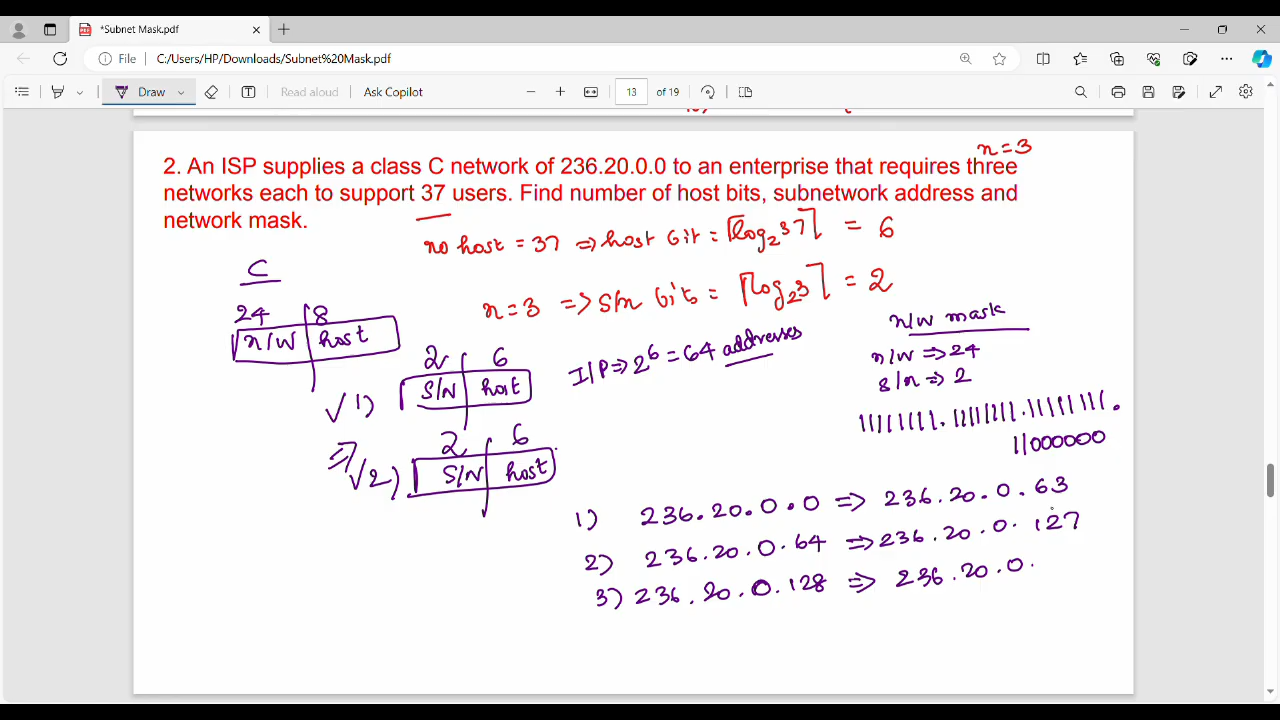 *Subnet Mask.pdf
File C:/Users/HP/Downloads/Subnet%20Mask.pdf
Draw Read aloud Ask Copilot 13 of 19
n=3
2. An ISP supplies a class C network of 236.20.0.0 to an enterprise that requires three
networks each to support 37 users. Find number of host bits, subnetwork address and
network mask.
no host = 37 ⇒ host bit = ⌈log₂37⌉ = 6
C
n=3 ⇒ S/n bits = ⌈log₂3⌉ = 2
24 8
n/W host
I/P ⇒ 2⁶ = 64 addresses
n/W mask
n/w ⇒ 24
s/n ⇒ 2
2 6
√ 1) S/N host
11111111.11111111.11111111.
11000000
2 6
⇒ √2) S/N host
1) 236.20.0.0 ⇒ 236.20.0.63
2) 236.20.0.64 ⇒ 236.20.0.127
3) 236.20.0.128 ⇒ 236.20.0.